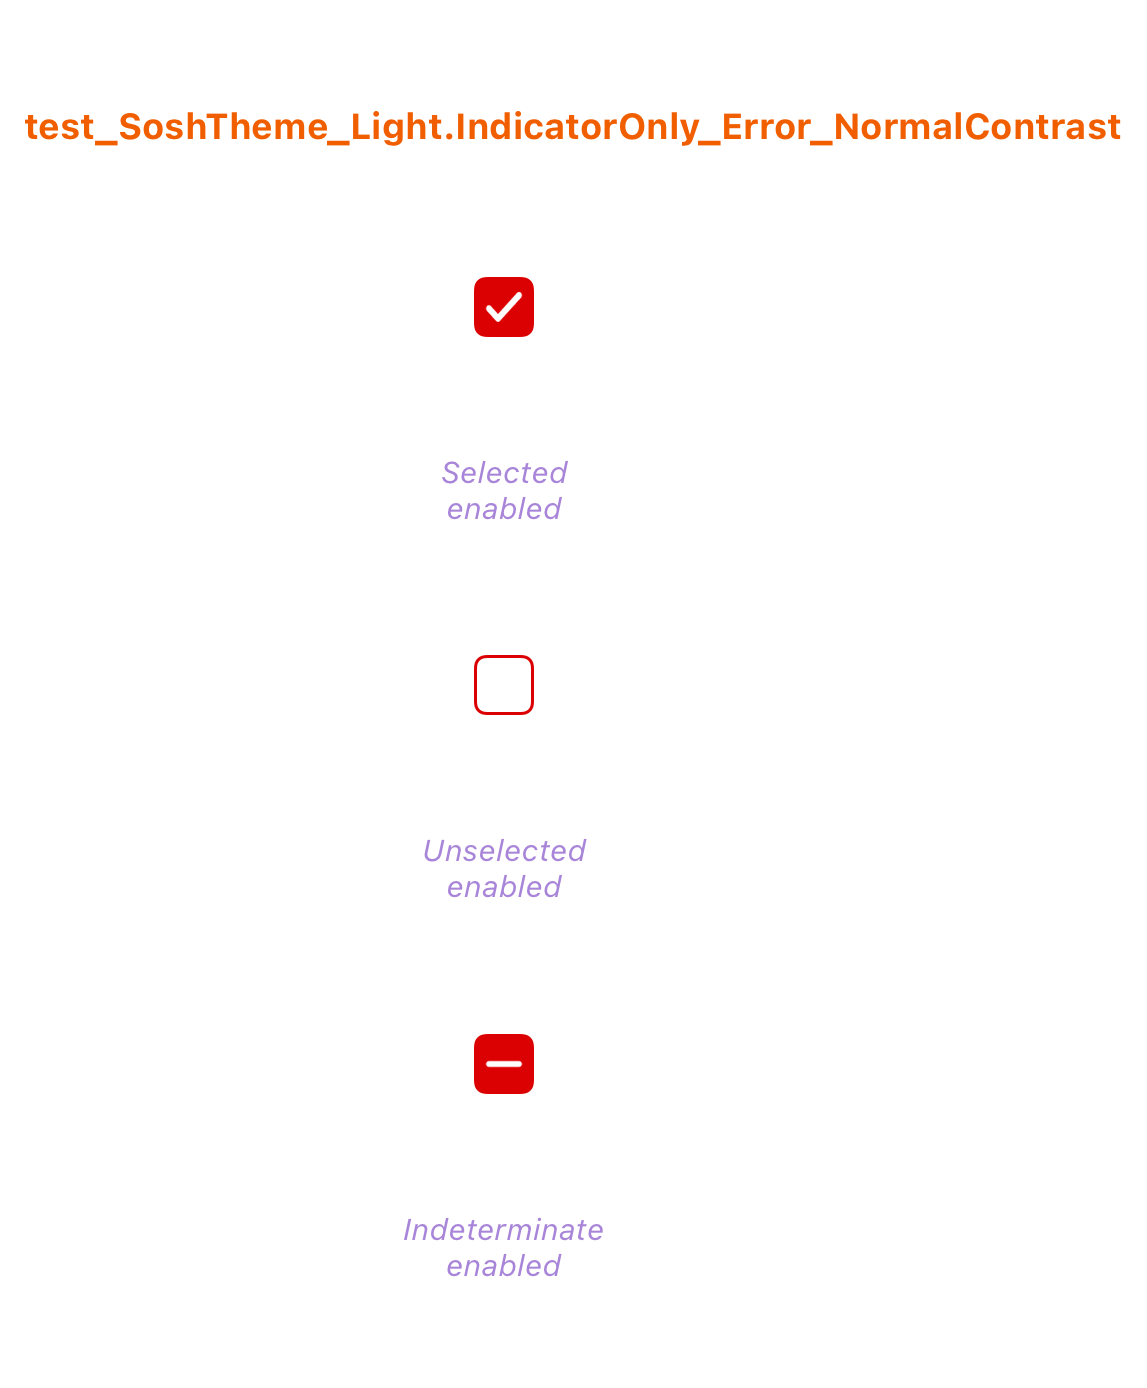 test_SoshTheme_Light.IndicatorOnly_Error_NormalContrast
Selected
enabled
Unselected
enabled
Indeterminate
enabled